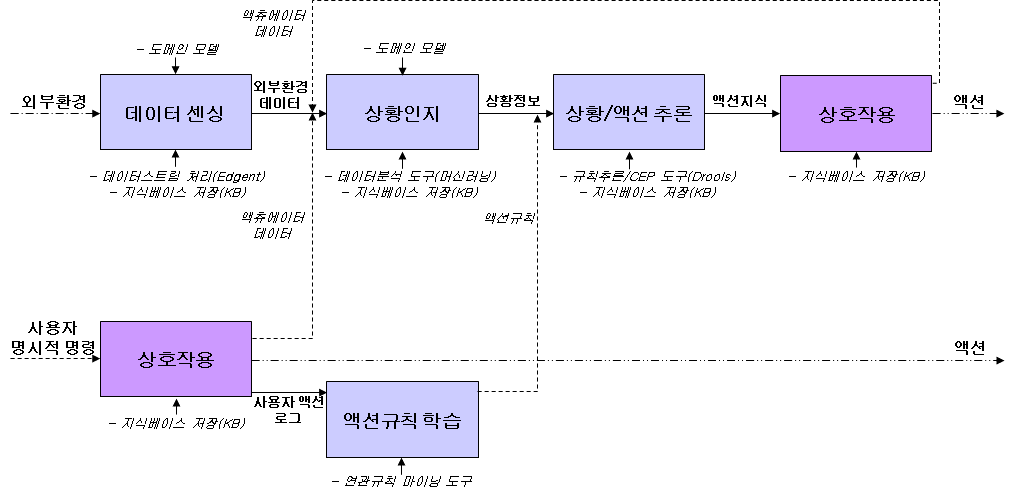 액츄에이터
데이터
– 도메인 모델
– 도메인 모델
외부환경
데이터 센싱
외부환경
데이터
상황인지
상황정보
상황/액션 추론
액션지식
상호작용
액션
– 데이터스트림 처리(Edgent)
– 지식베이스 저장(KB)
– 데이터분석 도구(머신러닝)
– 지식베이스 저장(KB)
– 규칙추론/CEP 도구(Drools)
– 지식베이스 저장(KB)
– 지식베이스 저장(KB)
액츄에이터
데이터
액션규칙
사용자
명시적 명령
상호작용
액션
사용자 액션
로그
– 지식베이스 저장(KB)
액션규칙 학습
– 연관규칙 마이닝 도구